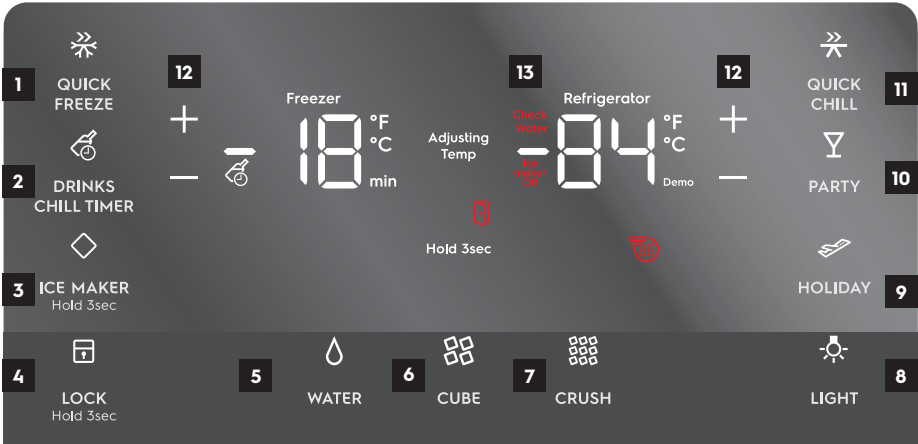 1
QUICK
FREEZE
2
DRINKS
CHILL TIMER
3
ICE MAKER
Hold 3sec
4
LOCK
Hold 3sec
12
Freezer
-18
°F
°C
min
Adjusting
Temp
Hold 3sec
13
Check
Water
Ice
maker
Off
Refrigerator
-84
°F
°C
Demo
12
QUICK
CHILL
11
PARTY
10
HOLIDAY
9
5
WATER
6
CUBE
7
CRUSH
LIGHT
8